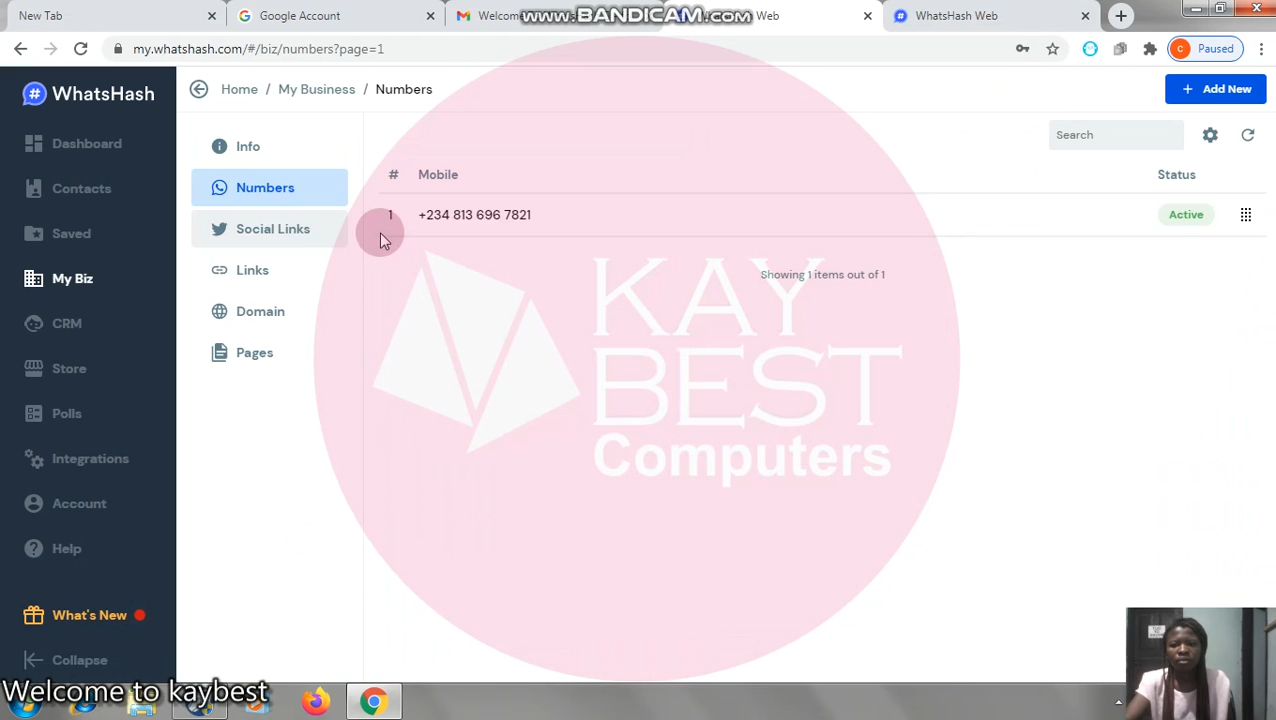 New Tab
Google Account
Welcome
www.BANDICAM.com
Web
WhatsHash Web
my.whatshash.com/#/biz/numbers?page=1
C Paused
# WhatsHash
Home / My Business / Numbers
+ Add New
Dashboard
Contacts
Saved
My Biz
CRM
Store
Polls
Integrations
Account
Help
What's New
Collapse
Info
Numbers
Social Links
Links
Domain
Pages
Search
# Mobile Status
1 +234 813 696 7821 Active
Showing 1 items out of 1
KAY
BEST
Computers
Welcome to kaybest